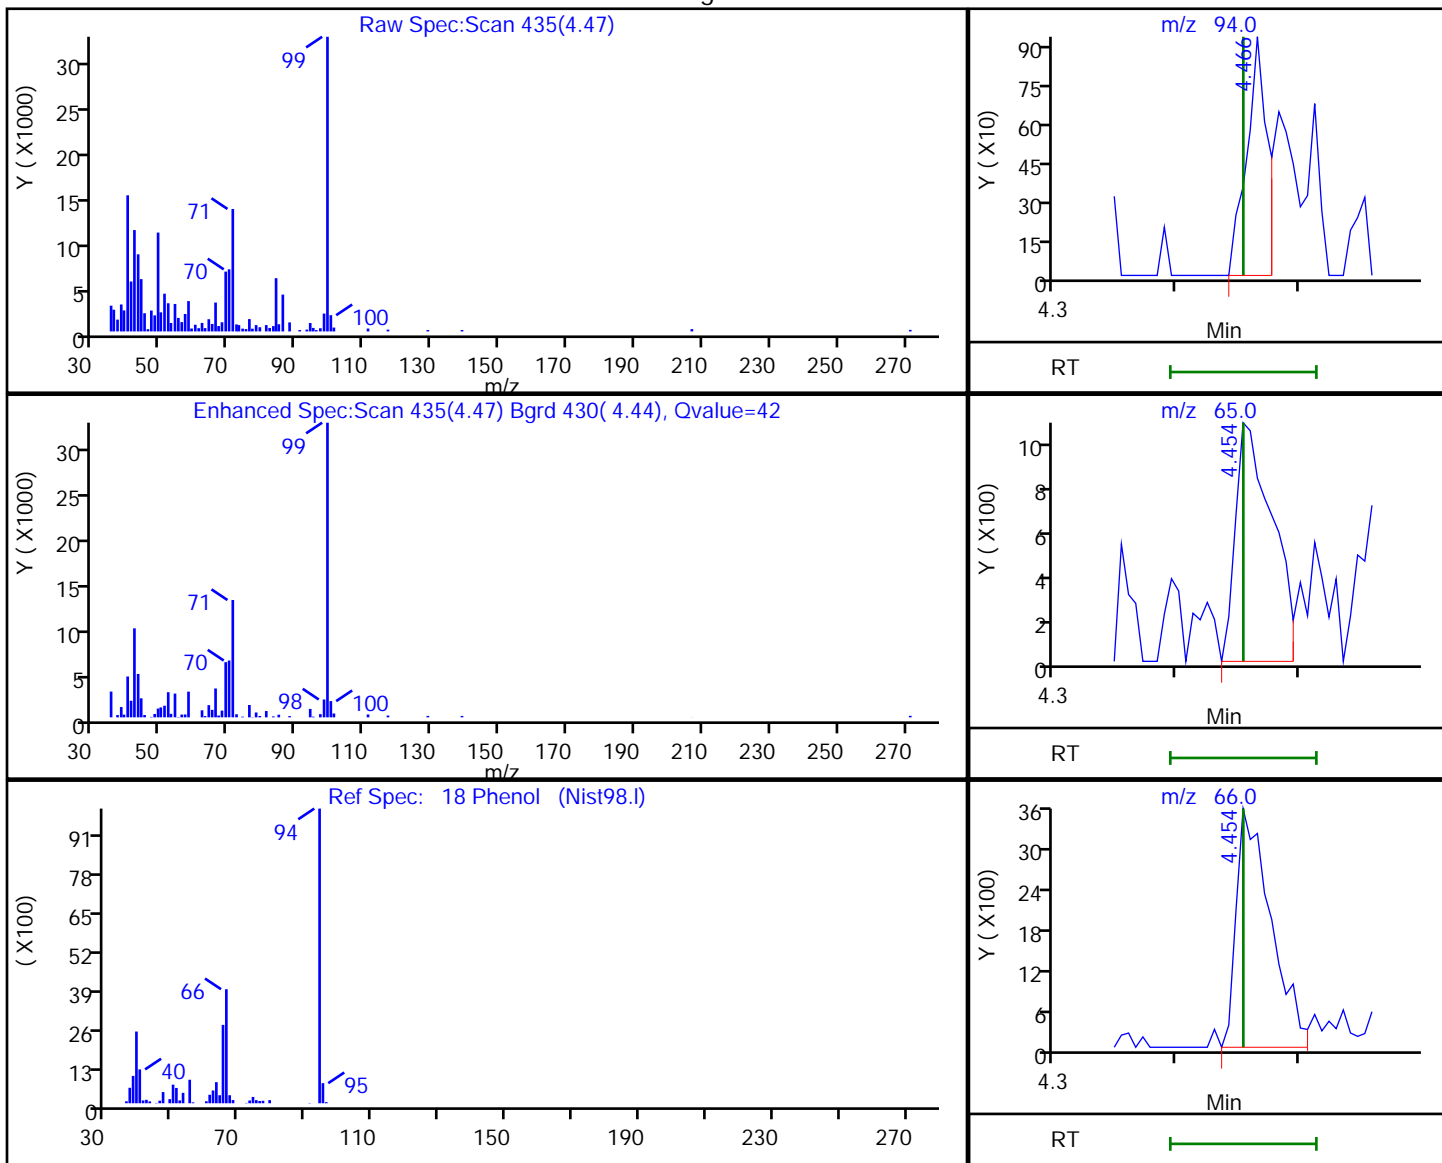 Raw Spec:Scan 435(4.47)
Y ( X1000)
30
25
20
15
10
5
0
99
71
70
100
30 50 70 90 110 130 150 170 190 210 230 250 270
m/z
m/z 94.0
Y ( X10)
90
75
60
45
30
15
0
4.466
4.3
Min
RT
Enhanced Spec:Scan 435(4.47) Bgrd 430( 4.44), Qvalue=42
Y ( X1000)
30
25
20
15
10
5
0
99
71
70
98
100
30 50 70 90 110 130 150 170 190 210 230 250 270
m/z
m/z 65.0
Y ( X100)
10
8
6
4
2
0
4.454
4.3
Min
RT
Ref Spec: 18 Phenol (Nist98.l)
( X100)
91
78
65
52
39
26
13
0
94
66
40
95
30 70 110 150 190 230 270
m/z 66.0
Y ( X100)
36
30
24
18
12
6
0
4.454
4.3
Min
RT